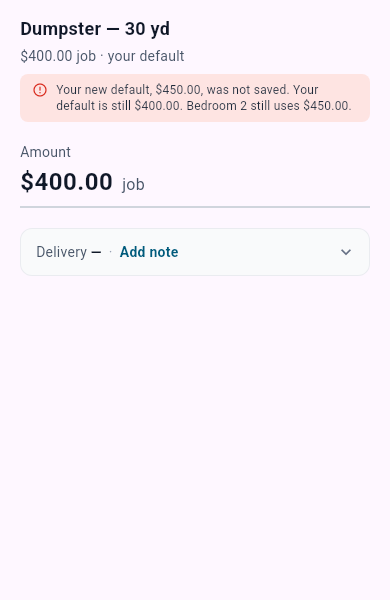 Dumpster — 30 yd
$400.00 job · your default
Your new default, $450.00, was not saved. Your
default is still $400.00. Bedroom 2 still uses $450.00.
Amount
$400.00 job
Delivery — · Add note